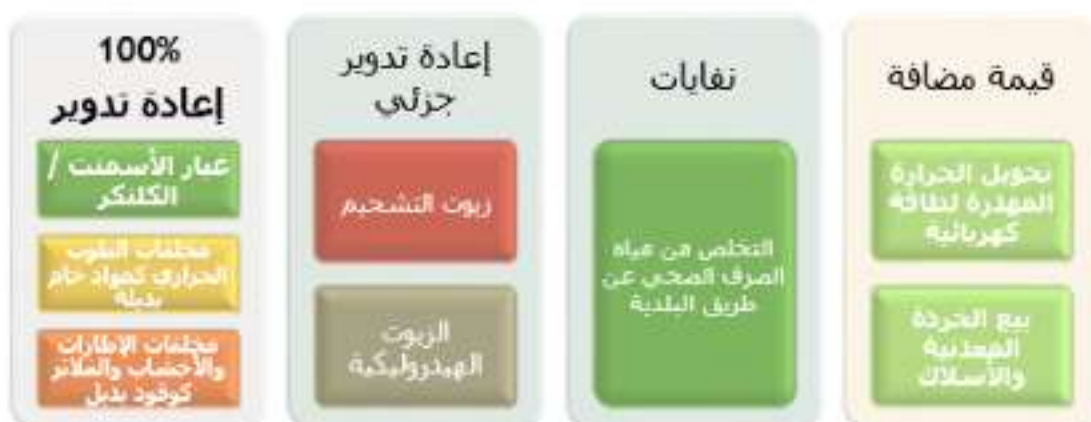 قيمة مضافة
تحويل الحرارة
المهدرة لطاقة
كهربائية
بيع الخردة
المعدنية
والأسلاك
نفايات
التخلص من مياه
الصرف الصحي عن
طريق البلدية
إعادة تدوير
جزئي
زيوت التشحيم
الزيوت
الهيدروليكية
100%
إعادة تدوير
غبار الأسمنت /
الكلنكر
مخلفات الطوب
الحراري كمواد خام
بديلة
مخلفات الإطارات
والأخشاب والفلاتر
كوقود بديل